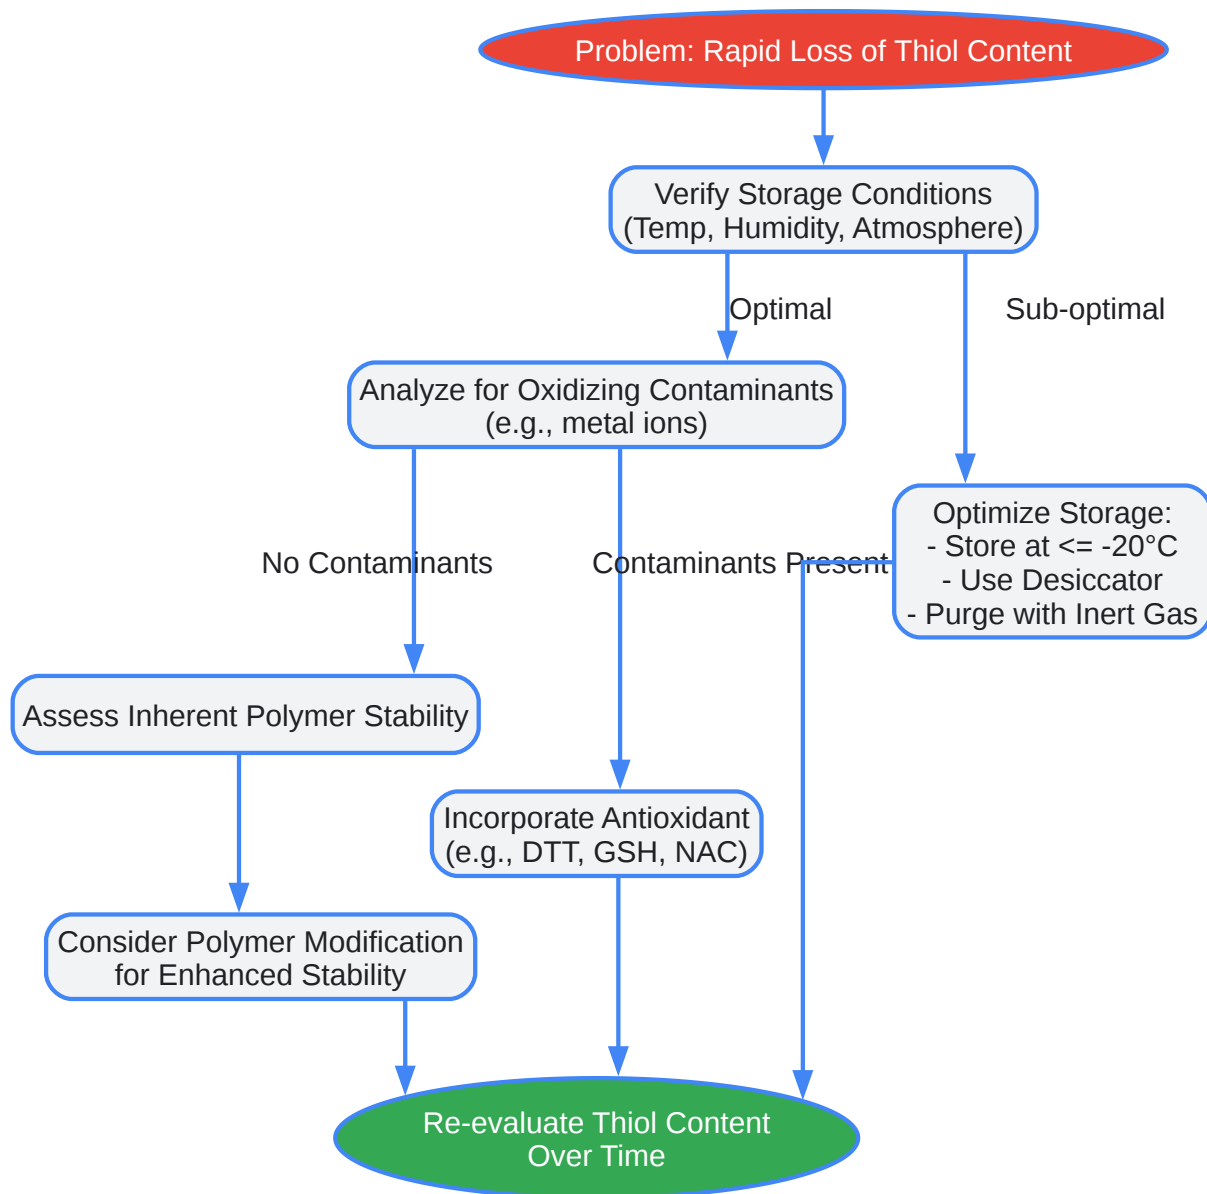 Problem: Rapid Loss of Thiol Content
Verify Storage Conditions
(Temp, Humidity, Atmosphere)
Optimal
Sub-optimal
Analyze for Oxidizing Contaminants
(e.g., metal ions)
Optimize Storage:
- Store at <= -20°C
- Use Desiccator
- Purge with Inert Gas
No Contaminants
Contaminants Present
Assess Inherent Polymer Stability
Incorporate Antioxidant
(e.g., DTT, GSH, NAC)
Consider Polymer Modification
for Enhanced Stability
Re-evaluate Thiol Content
Over Time